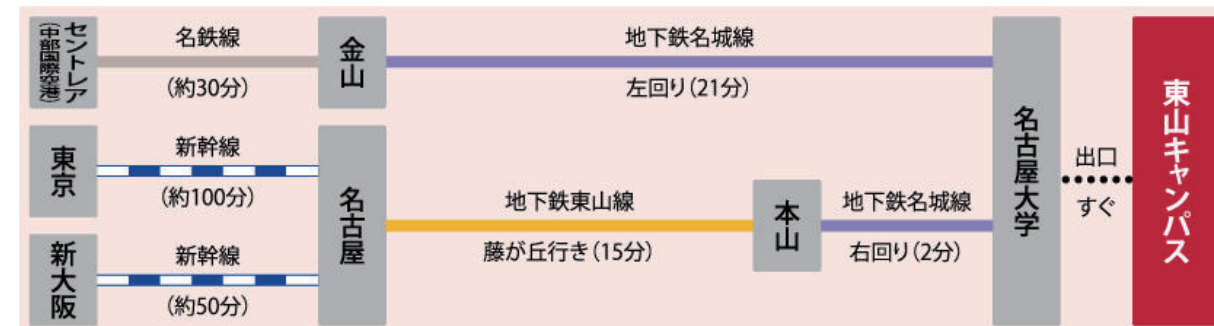 セントレア
(中部国際空港)
名鉄線
(約30分)
金山
地下鉄名城線
左回り(21分)
東京
新幹線
(約100分)
新大阪
新幹線
(約50分)
名古屋
地下鉄東山線
藤が丘行き(15分)
本山
地下鉄名城線
右回り(2分)
名古屋大学
出口
すぐ
東山キャンパス